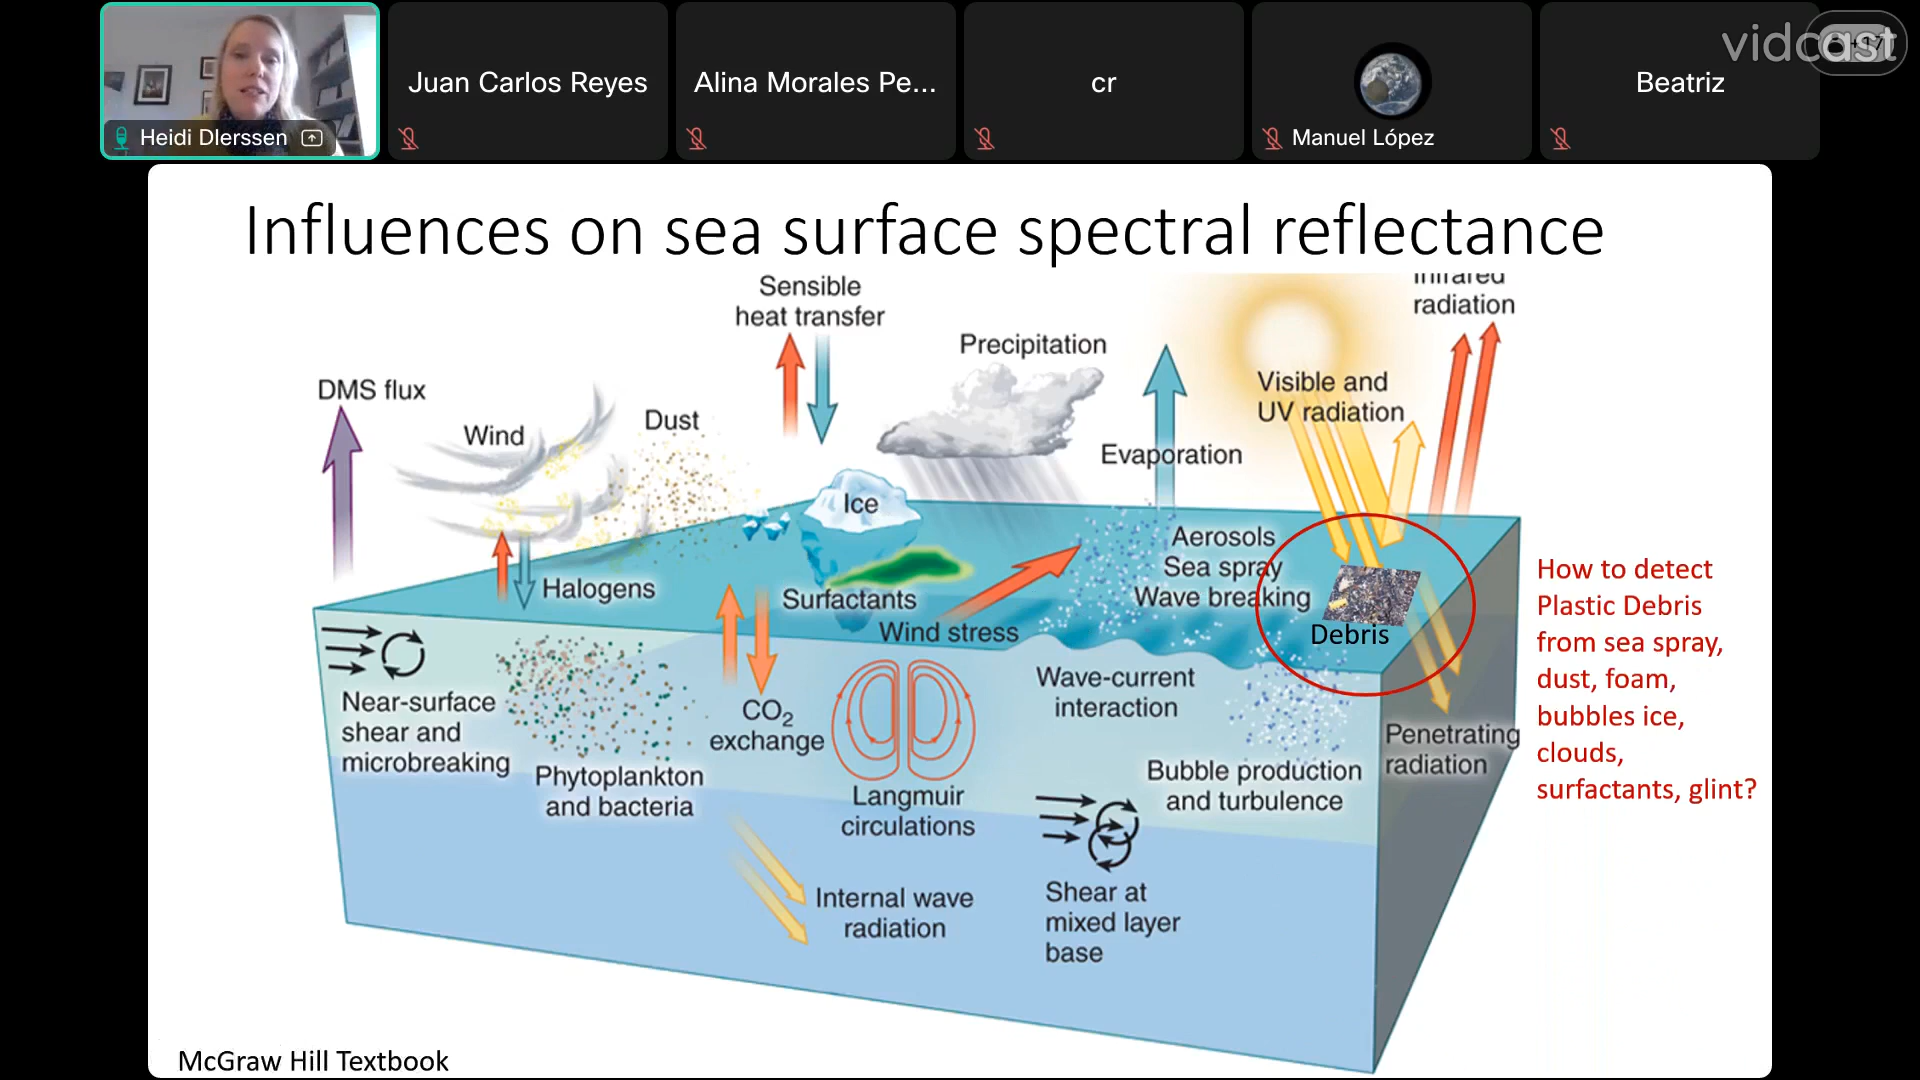 Heidi DIerssen
Juan Carlos Reyes
Alina Morales Pe...
cr
Manuel López
Beatriz
vidcast
Influences on sea surface spectral reflectance
Sensible
heat transfer
Infrared
radiation
Precipitation
DMS flux
Wind
Dust
Visible and
UV radiation
Evaporation
Ice
Aerosols
Sea spray
Wave breaking
Halogens
Surfactants
Wind stress
Debris
How to detect
Plastic Debris
from sea spray,
dust, foam,
bubbles ice,
clouds,
surfactants, glint?
Near-surface
shear and
microbreaking
Phytoplankton
and bacteria
CO₂
exchange
Langmuir
circulations
Wave-current
interaction
Bubble production
and turbulence
Penetrating
radiation
Internal wave
radiation
Shear at
mixed layer
base
McGraw Hill Textbook